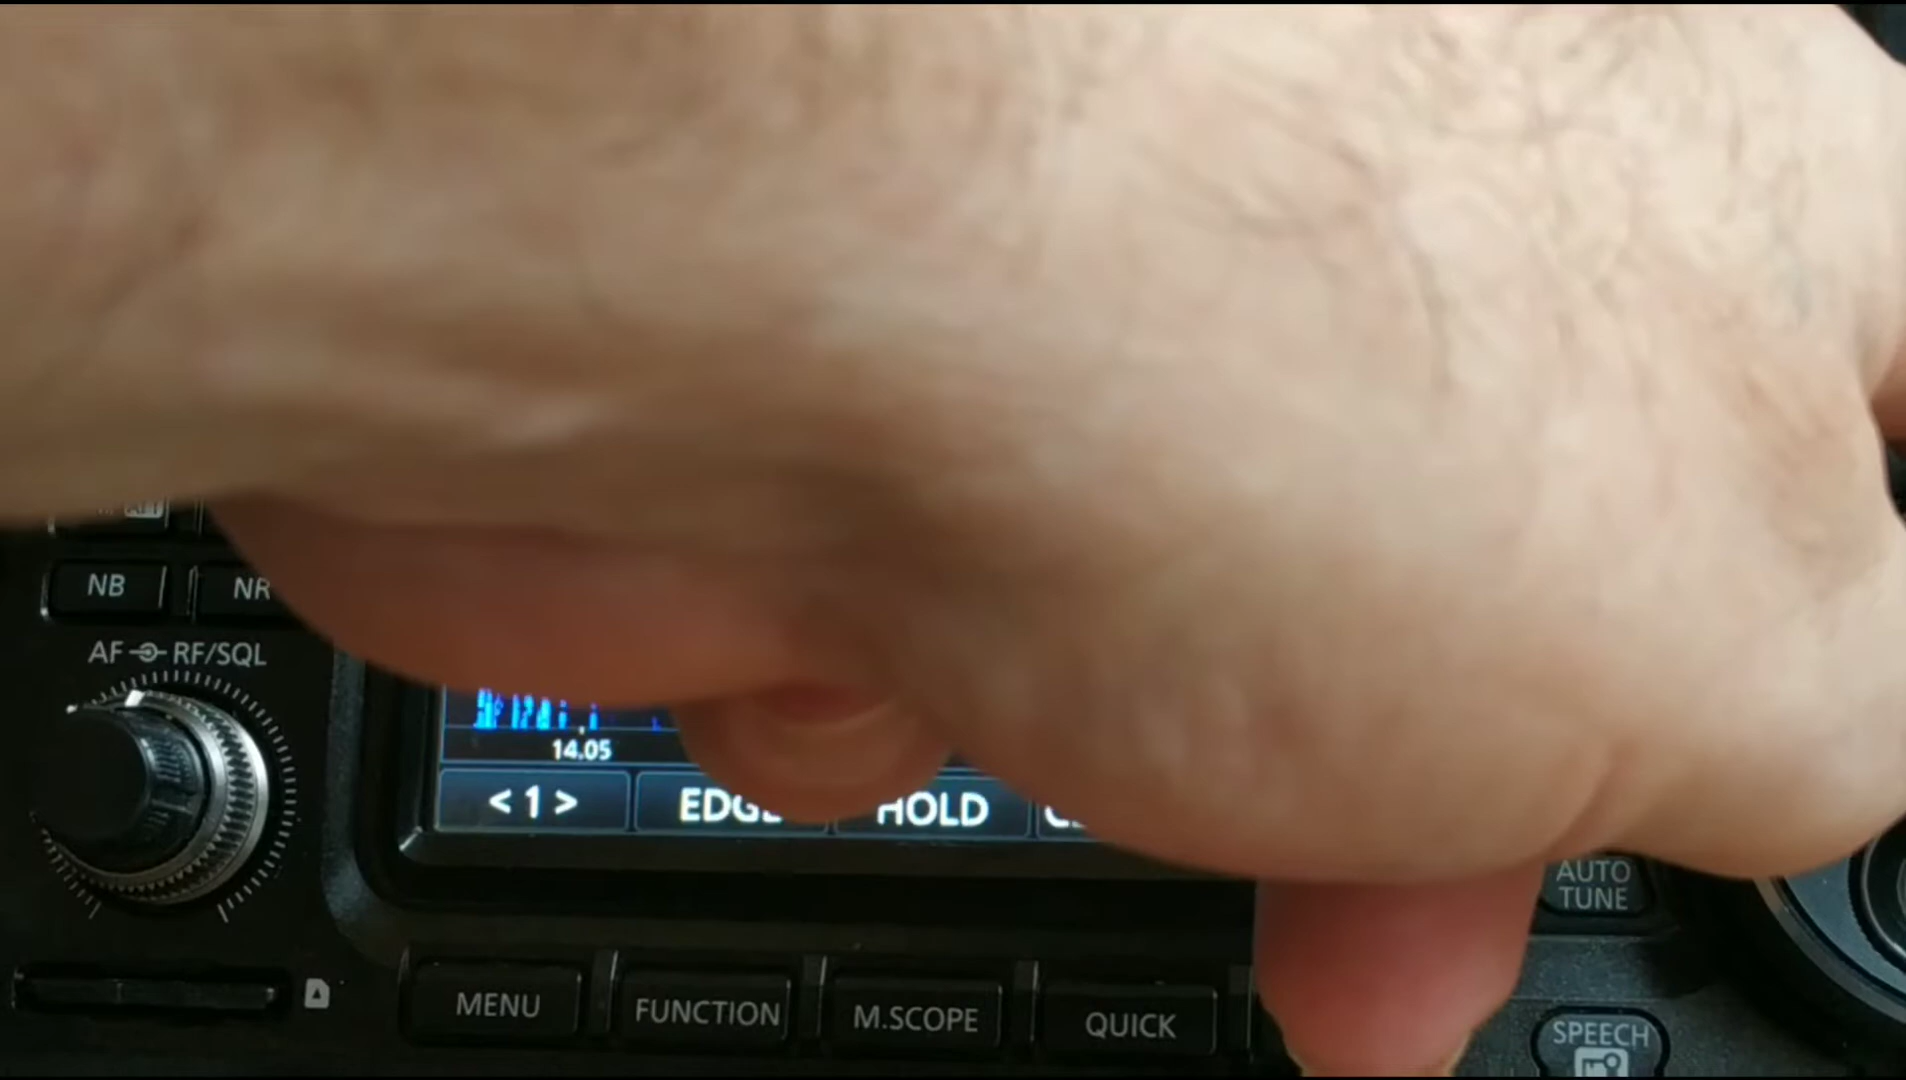 NB
NR
AF RF/SQL
14.05
< 1 >
HOLD
AUTO
TUNE
MENU
FUNCTION
M.SCOPE
QUICK
SPEECH